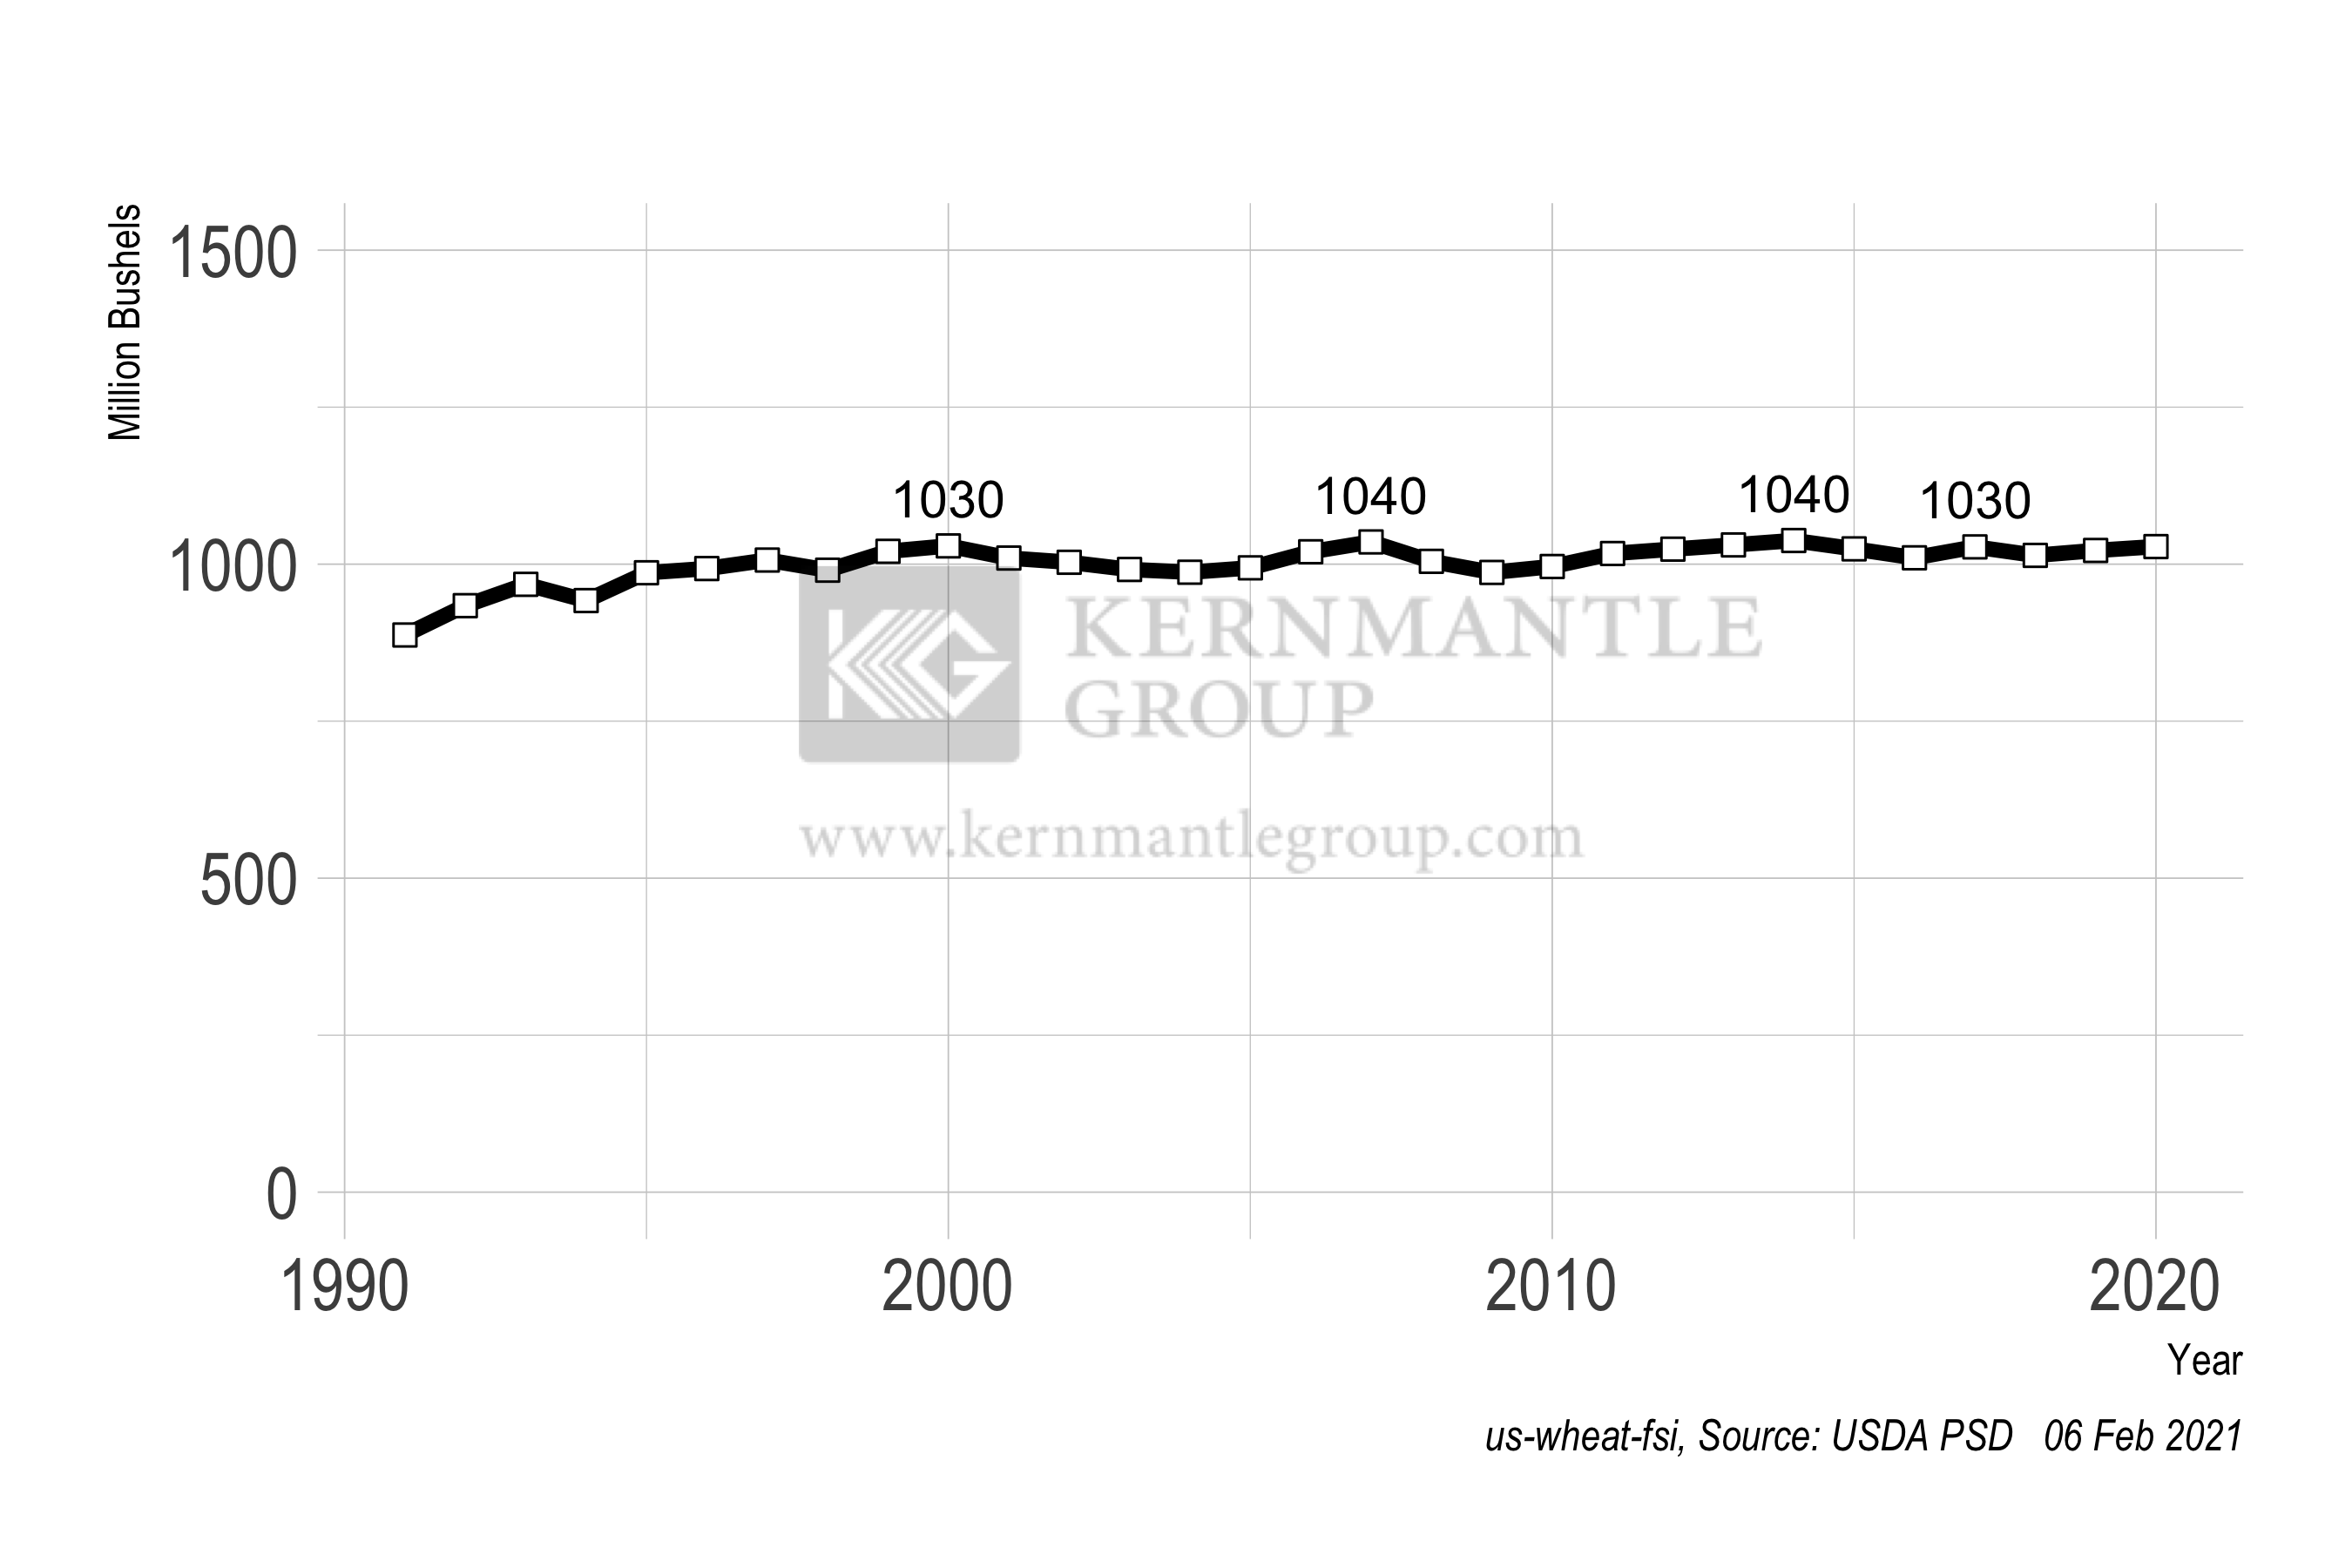 Million Bushels
1500
1000
500
0
1030
1040
1040
1030
KERNMANTLE
GROUP
www.kernmantlegroup.com
1990
2000
2010
2020
Year
us-wheat-fsi, Source: USDA PSD 06 Feb 2021